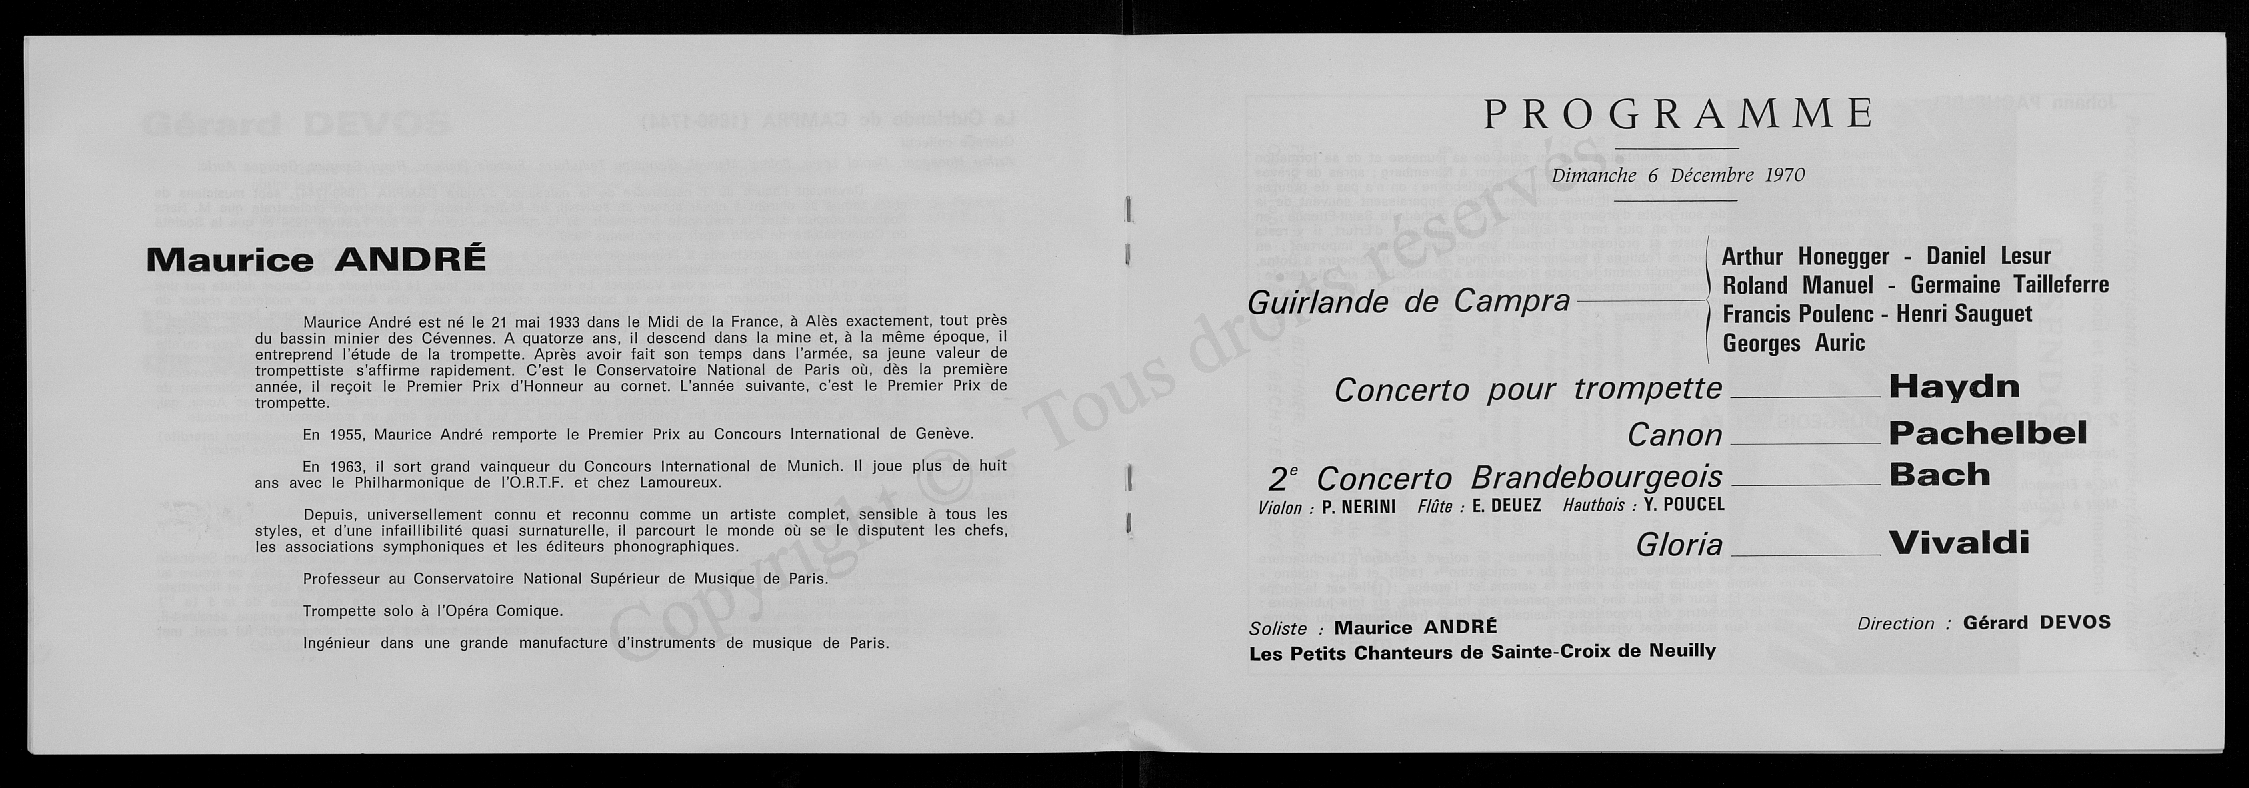 Maurice ANDRÉ
Maurice André est né le 21 mai 1933 dans le Midi de la France, à Alès exactement, tout près
du bassin minier des Cévennes. A quatorze ans, il descend dans la mine et, à la même époque, il
entreprend l'étude de la trompette. Après avoir fait son temps dans l'armée, sa jeune valeur de
trompettiste s'affirme rapidement. C'est le Conservatoire National de Paris où, dès la première
année, il reçoit le Premier Prix d'Honneur au cornet. L'année suivante, c'est le Premier Prix de
trompette.
En 1955, Maurice André remporte le Premier Prix au Concours International de Genève.
En 1963, il sort grand vainqueur du Concours International de Munich. Il joue plus de huit
ans avec le Philharmonique de l'O.R.T.F. et chez Lamoureux.
Depuis, universellement connu et reconnu comme un artiste complet, sensible à tous les
styles, et d'une infaillibilité quasi surnaturelle, il parcourt le monde où se le disputent les chefs,
les associations symphoniques et les éditeurs phonographiques.
Professeur au Conservatoire National Supérieur de Musique de Paris.
Trompette solo à l'Opéra Comique.
Ingénieur dans une grande manufacture d'instruments de musique de Paris.
PROGRAMME
Dimanche 6 Décembre 1970
Guirlande de Campra
Arthur Honegger - Daniel Lesur
Roland Manuel - Germaine Tailleferre
Francis Poulenc - Henri Sauguet
Georges Auric
Concerto pour trompette Haydn
Canon Pachelbel
2e Concerto Brandebourgeois Bach
Violon : P. NERINI Flûte : E. DEUEZ Hautbois : Y. POUCEL
Gloria Vivaldi
Soliste : Maurice ANDRÉ
Les Petits Chanteurs de Sainte-Croix de Neuilly
Direction : Gérard DEVOS
Copyright © - Tous droits réservés.